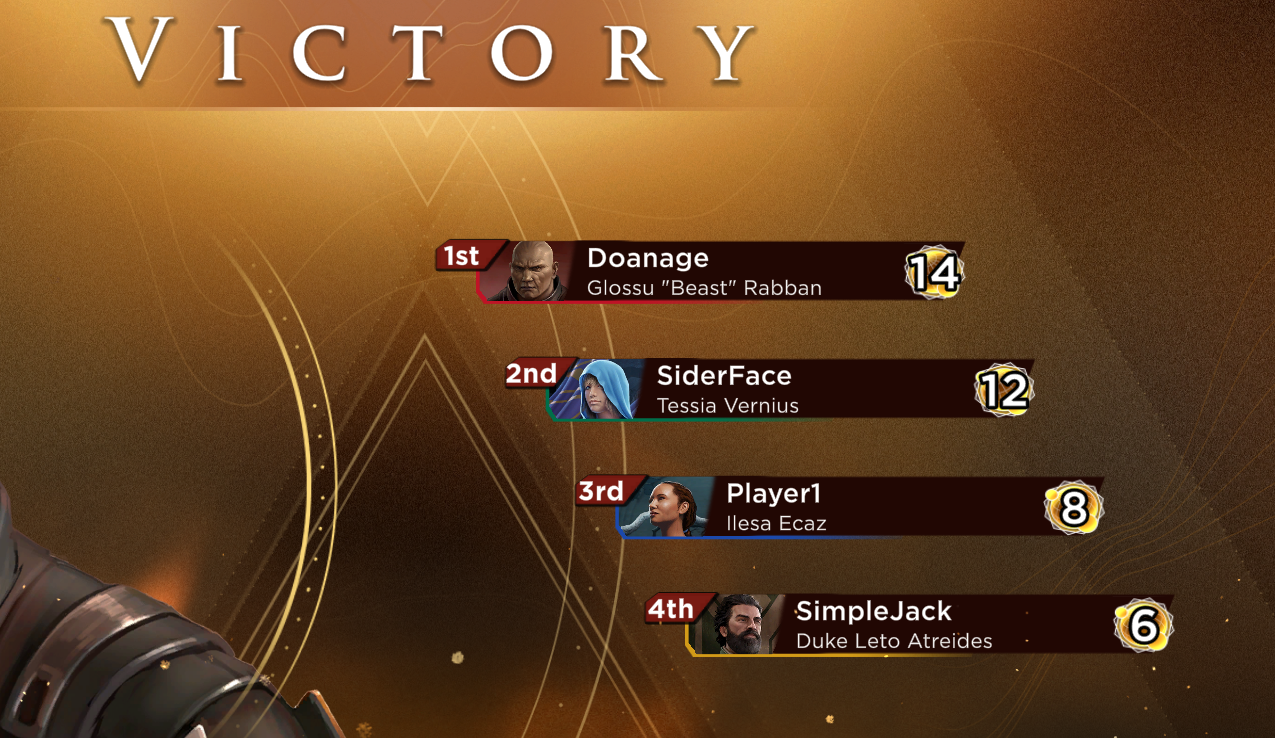 VICTORY
1st
Doanage
Glossu "Beast" Rabban
14
2nd
SiderFace
Tessia Vernius
12
3rd
Player1
Ilesa Ecaz
8
4th
SimpleJack
Duke Leto Atreides
6